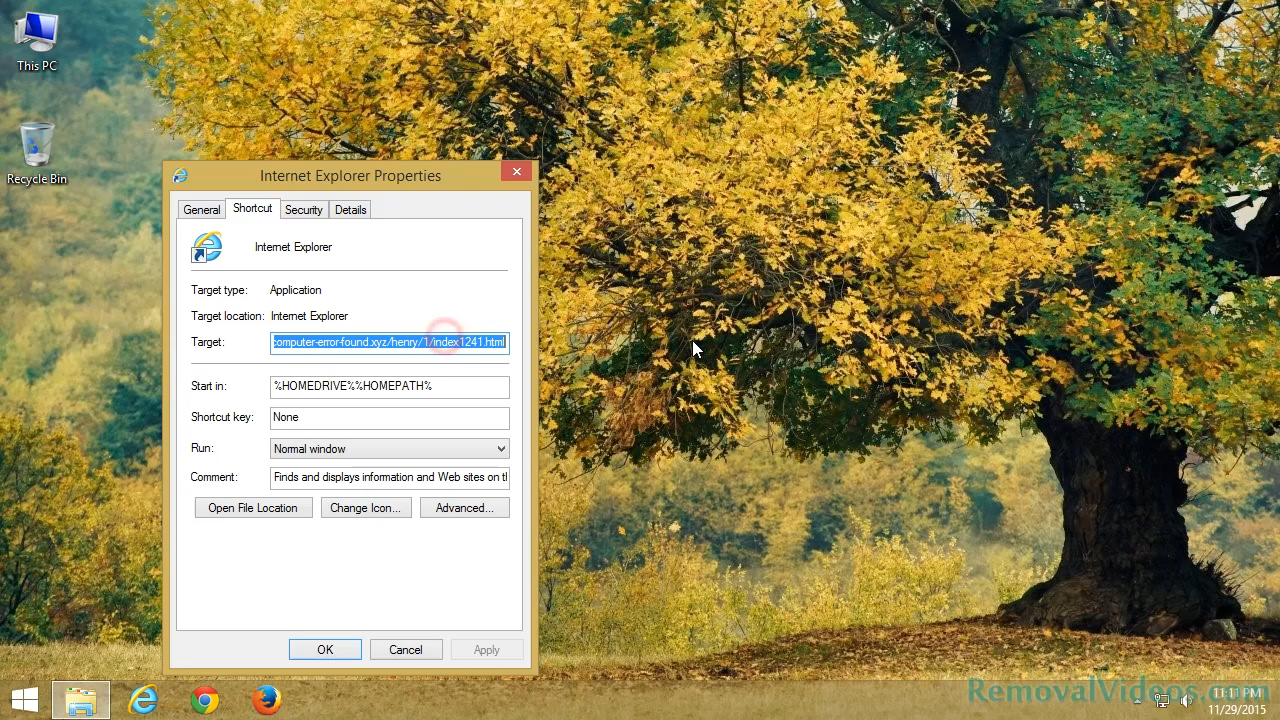 This PC
Recycle Bin
Internet Explorer Properties
General
Shortcut
Security
Details
Internet Explorer
Target type: Application
Target location: Internet Explorer
Target: computer-error-found.xyz/henry/1/index1241.html
Start in: %HOMEDRIVE%%HOMEPATH%
Shortcut key: None
Run: Normal window
Comment: Finds and displays information and Web sites on
Open File Location
Change Icon...
Advanced...
OK
Cancel
Apply
RemovalVideos.com
11:11 PM
11/29/2015